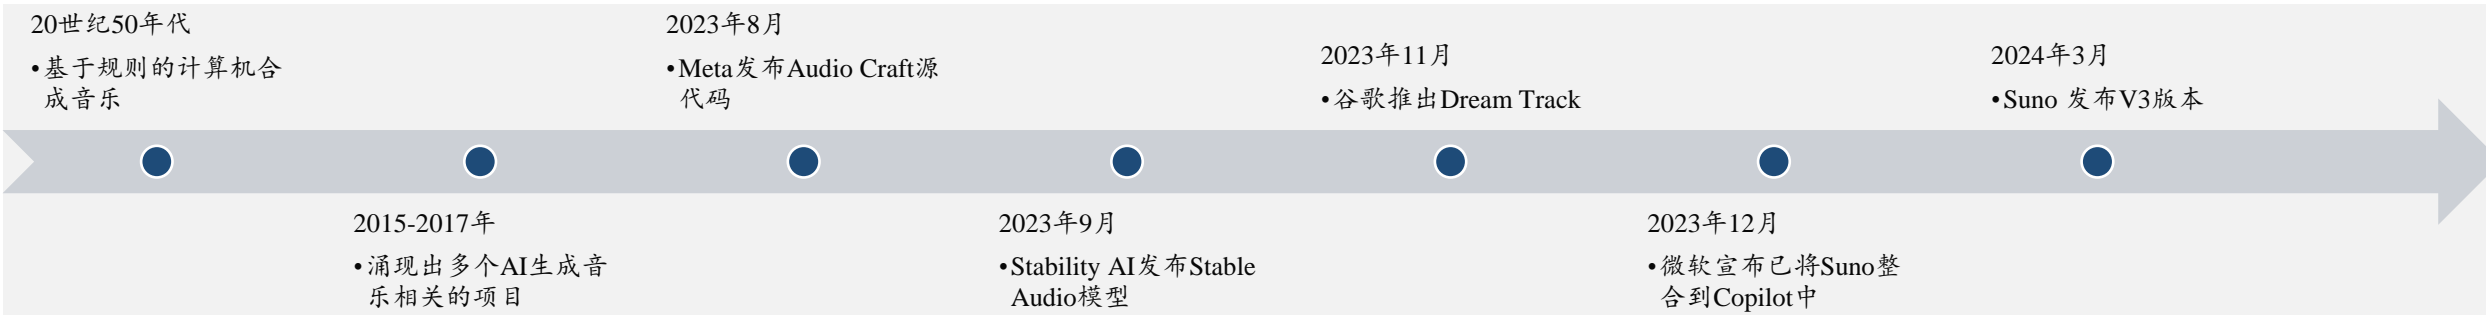 20世纪50年代
•基于规则的计算机合
成音乐
2015-2017年
•涌现出多个AI生成音
乐相关的项目
2023年8月
•Meta发布Audio Craft源
代码
2023年9月
•Stability AI发布Stable
Audio模型
2023年11月
•谷歌推出Dream Track
2023年12月
•微软宣布已将Suno整
合到Copilot中
2024年3月
•Suno 发布V3版本